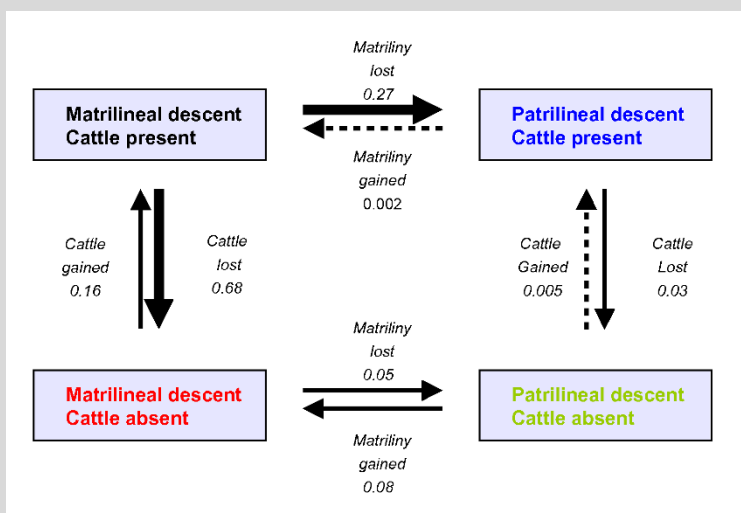 Matriliny
lost
0.27
Matrilineal descent
Cattle present
Patrilineal descent
Cattle present
Matriliny
gained
0.002
Cattle
gained
0.16
Cattle
lost
0.68
Cattle
Gained
0.005
Cattle
Lost
0.03
Matriliny
lost
0.05
Matrilineal descent
Cattle absent
Patrilineal descent
Cattle absent
Matriliny
gained
0.08